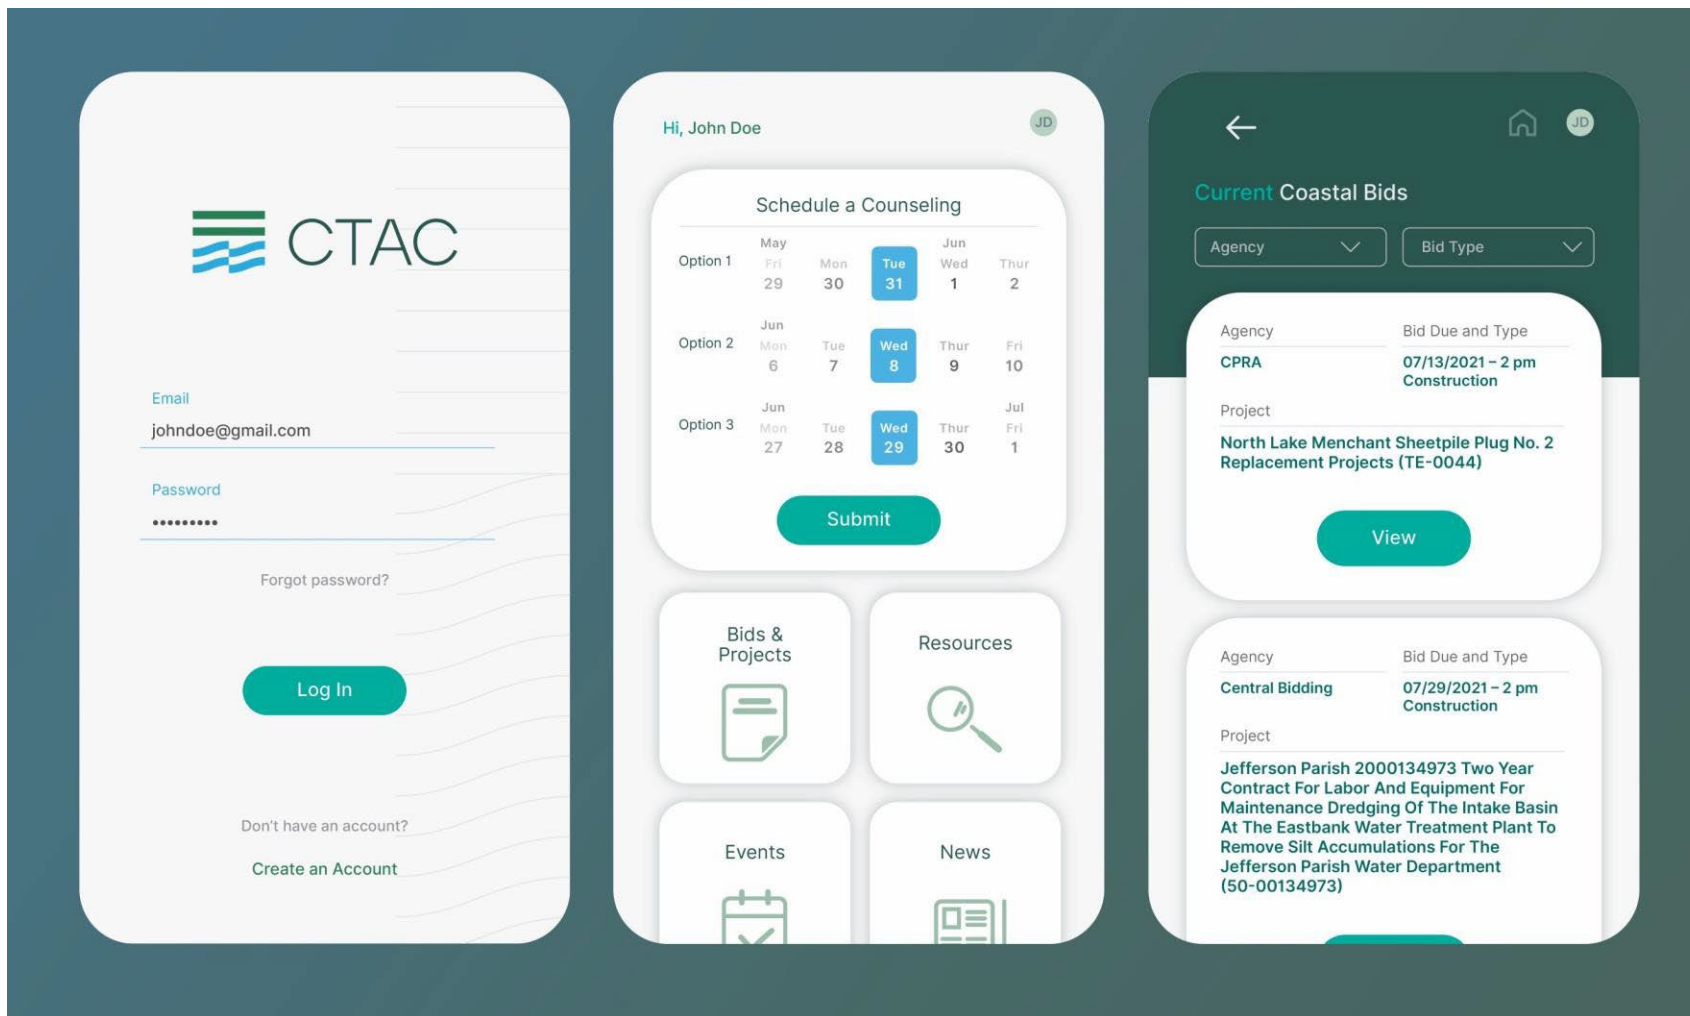 CTAC
Email
johndoe@gmail.com
Password
•••••••••
Forgot password?
Log In
Don't have an account?
Create an Account
Hi, John Doe
JD
Schedule a Counseling
May Jun
Option 1 Fri Mon Tue Wed Thur
29 30 31 1 2
Jun
Option 2 Mon Tue Wed Thur Fri
6 7 8 9 10
Jun Jul
Option 3 Mon Tue Wed Thur Fri
27 28 29 30 1
Submit
Bids &
Projects
Resources
Events
News
JD
Current Coastal Bids
Agency Bid Type
Agency Bid Due and Type
CPRA 07/13/2021 – 2 pm
Construction
Project
North Lake Menchant Sheetpile Plug No. 2
Replacement Projects (TE-0044)
View
Agency Bid Due and Type
Central Bidding 07/29/2021 – 2 pm
Construction
Project
Jefferson Parish 2000134973 Two Year
Contract For Labor And Equipment For
Maintenance Dredging Of The Intake Basin
At The Eastbank Water Treatment Plant To
Remove Silt Accumulations For The
Jefferson Parish Water Department
(50-00134973)